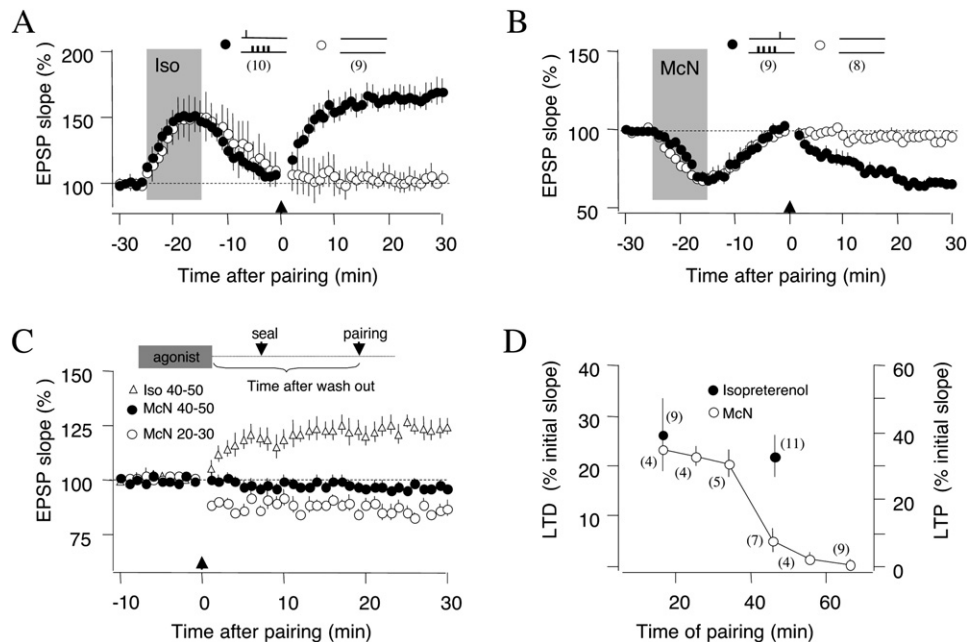 A
EPSP slope (%)
200
150
100
Iso
(10)
(9)
-30 -20 -10 0 10 20 30
Time after pairing (min)
B
EPSP slope (%)
150
100
50
McN
(9)
(8)
-30 -20 -10 0 10 20 30
Time after pairing (min)
C
agonist
seal
pairing
Time after wash out
EPSP slope (%)
150
125
100
75
Iso 40-50
McN 40-50
McN 20-30
-10 0 10 20 30
Time after pairing (min)
D
LTD (% initial slope)
40
30
20
10
0
Isopreterenol
McN
(9)
(4)
(4)
(5)
(11)
(7)
(4)
(9)
LTP (% initial slope)
60
40
20
0
20 40 60
Time of pairing (min)